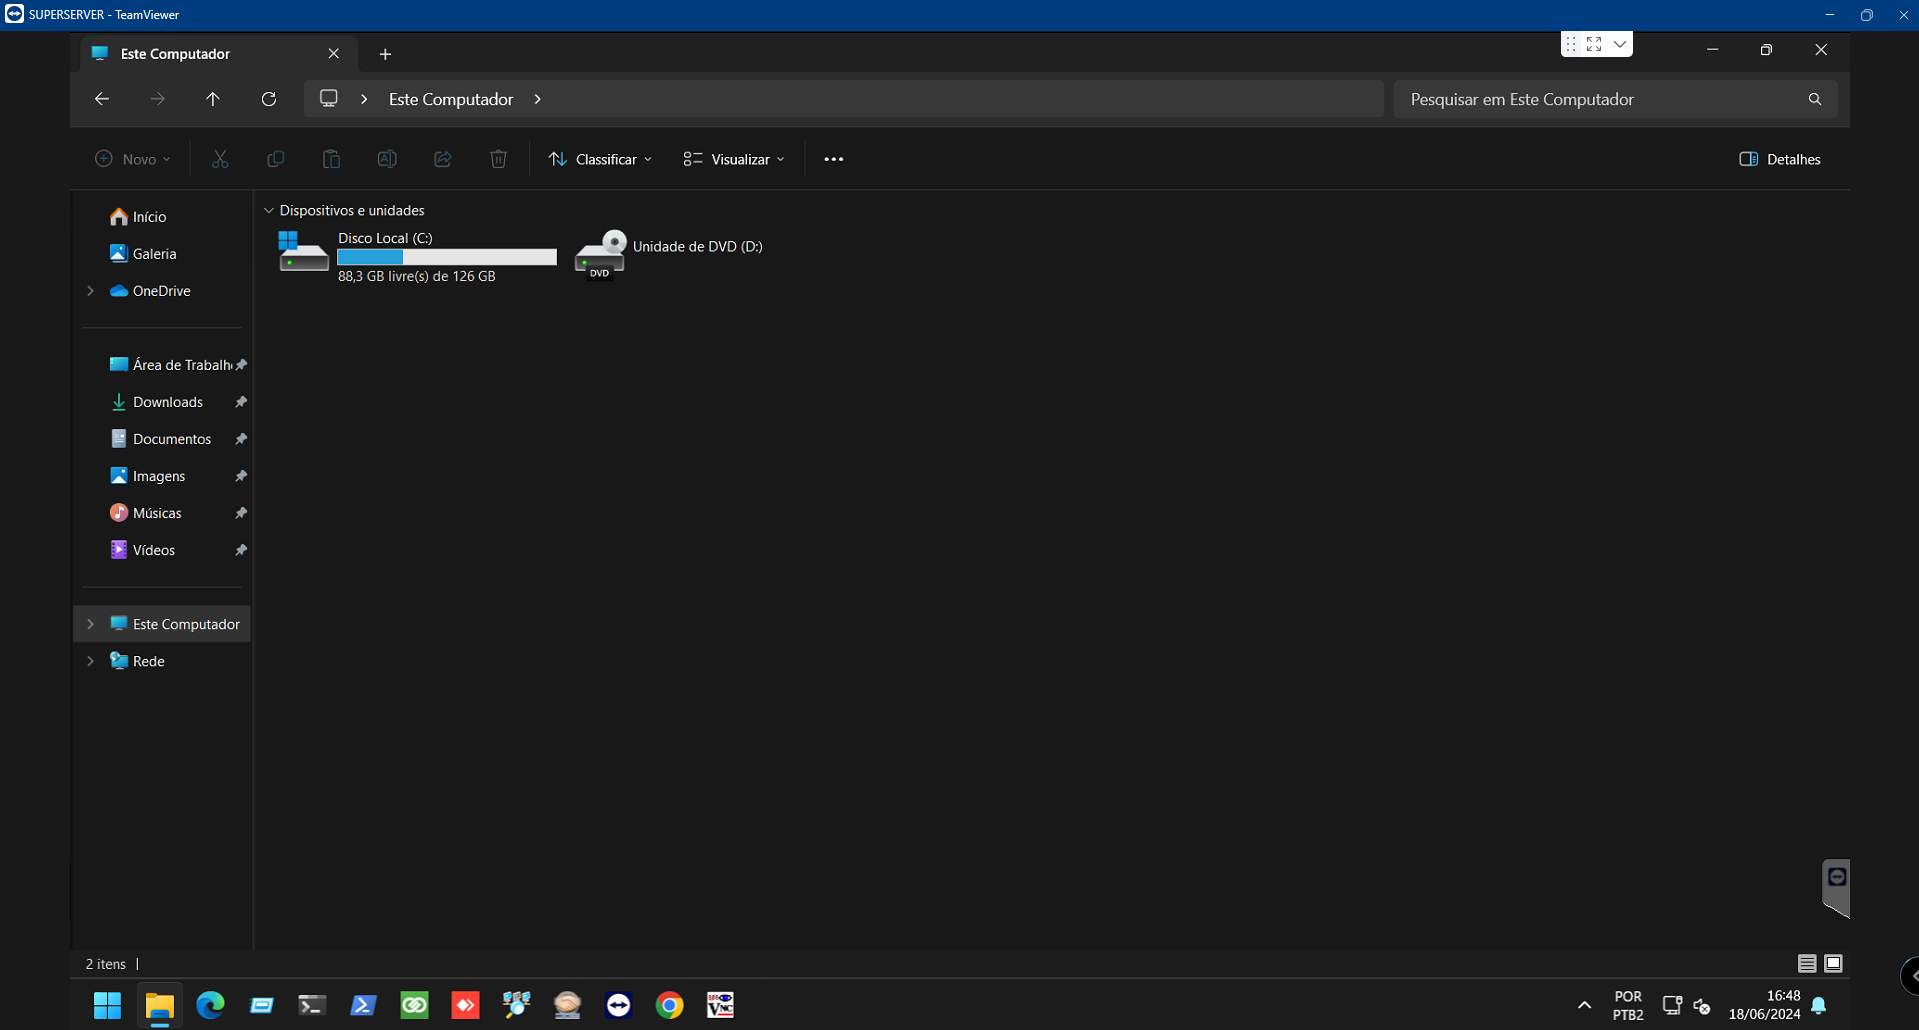 SUPERSERVER - TeamViewer
Este Computador
Este Computador
Pesquisar em Este Computador
Novo
Classificar
Visualizar
Detalhes
Início
Galeria
OneDrive
Área de Trabalh
Downloads
Documentos
Imagens
Músicas
Vídeos
Este Computador
Rede
Dispositivos e unidades
Disco Local (C:)
88,3 GB livre(s) de 126 GB
DVD
Unidade de DVD (D:)
2 itens
VNC
POR
PTB2
16:48
18/06/2024